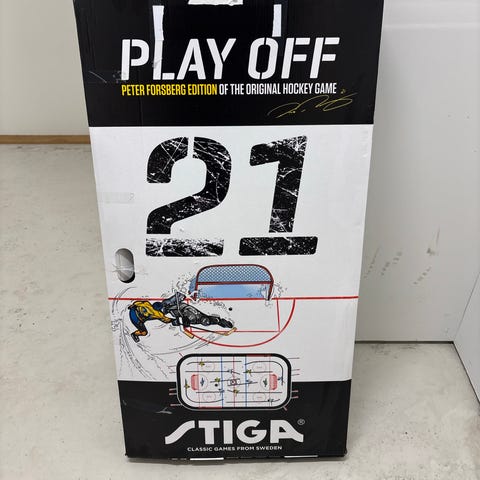 PLAY OFF
PETER FORSBERG EDITION OF THE ORIGINAL HOCKEY GAME
21
STIGA®
CLASSIC GAMES FROM SWEDEN